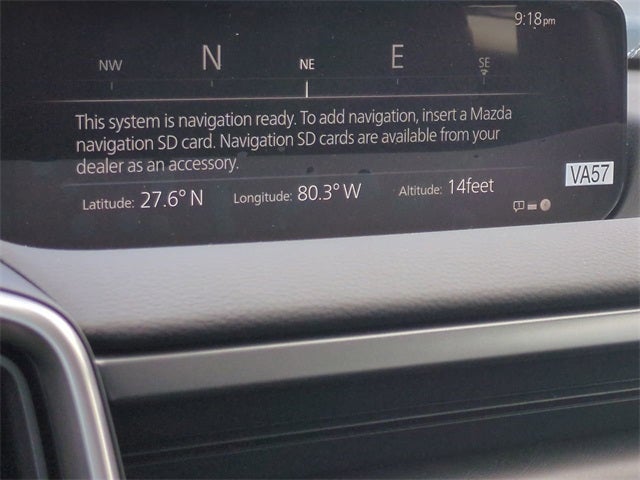 9:18pm
NW N NE E SE
This system is navigation ready. To add navigation, insert a Mazda
navigation SD card. Navigation SD cards are available from your
dealer as an accessory.
VA57
Latitude: 27.6° N Longitude: 80.3° W Altitude: 14feet